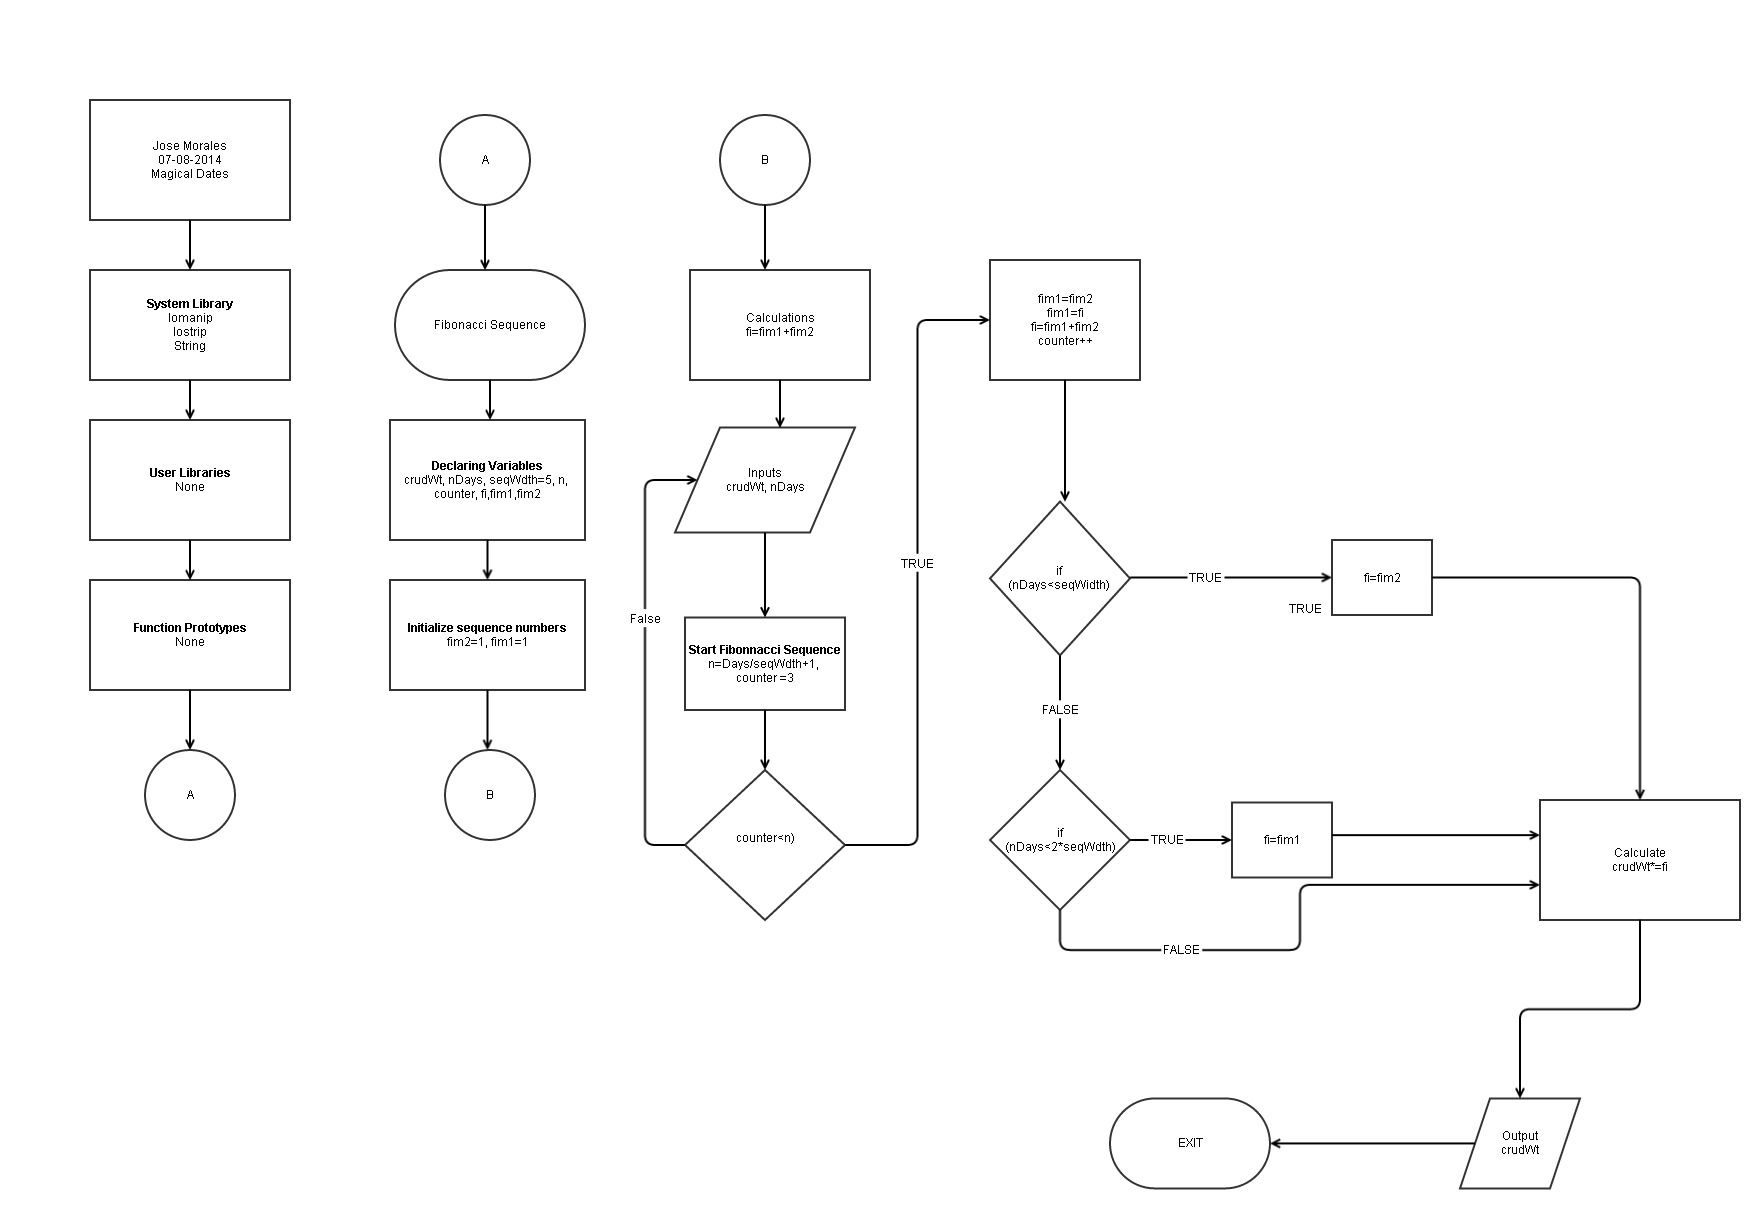 Jose Morales
07-08-2014
Magical Dates
System Library
Iomanip
Iostrip
String
User Libraries
None
Function Prototypes
None
A
A
Fibonacci Sequence
Declaring Variables
crudWt, nDays, seqWdth=5, n,
counter, fi,fim1,fim2
Initialize sequence numbers
fim2=1, fim1=1
B
B
Calculations
fi=fim1+fim2
Inputs
crudWt, nDays
Start Fibonnacci Sequence
n=Days/seqWdth+1,
counter=3
counter<n)
False
TRUE
fim1=fim2
fim1=fi
fi=fim1+fim2
counter++
if
(nDays<seqWidth)
TRUE
TRUE
fi=fim2
FALSE
if
(nDays<2*seqWdth)
TRUE
fi=fim1
FALSE
Calculate
crudWt*=fi
Output
crudWt
EXIT